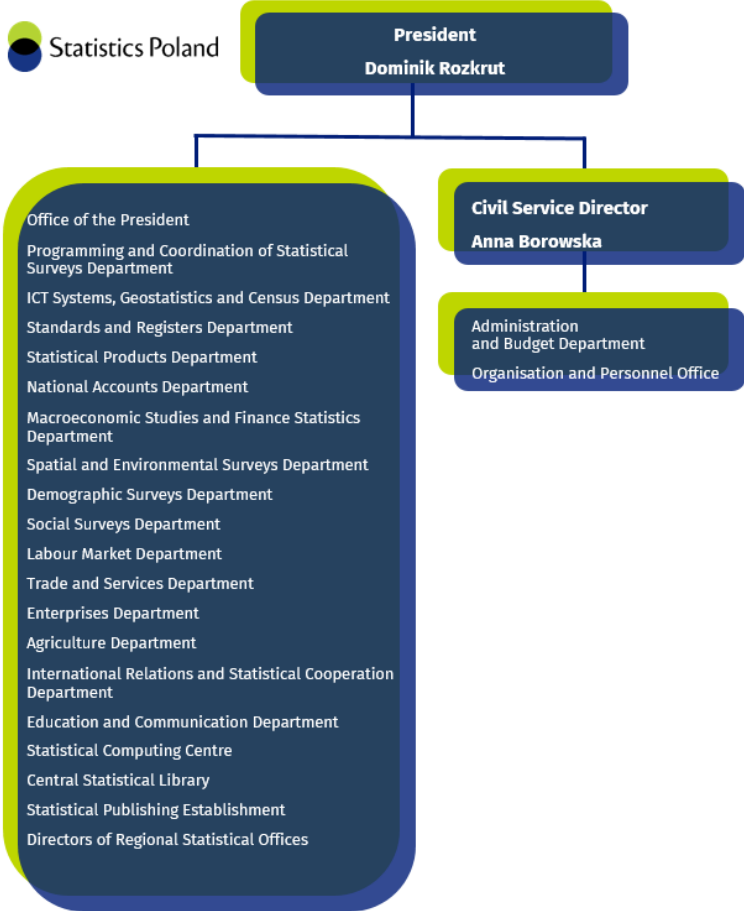 Statistics Poland
President
Dominik Rozkrut
Office of the President
Programming and Coordination of Statistical
Surveys Department
ICT Systems, Geostatistics and Census Department
Standards and Registers Department
Statistical Products Department
National Accounts Department
Macroeconomic Studies and Finance Statistics
Department
Spatial and Environmental Surveys Department
Demographic Surveys Department
Social Surveys Department
Labour Market Department
Trade and Services Department
Enterprises Department
Agriculture Department
International Relations and Statistical Cooperation
Department
Education and Communication Department
Statistical Computing Centre
Central Statistical Library
Statistical Publishing Establishment
Directors of Regional Statistical Offices
Civil Service Director
Anna Borowska
Administration
and Budget Department
Organisation and Personnel Office